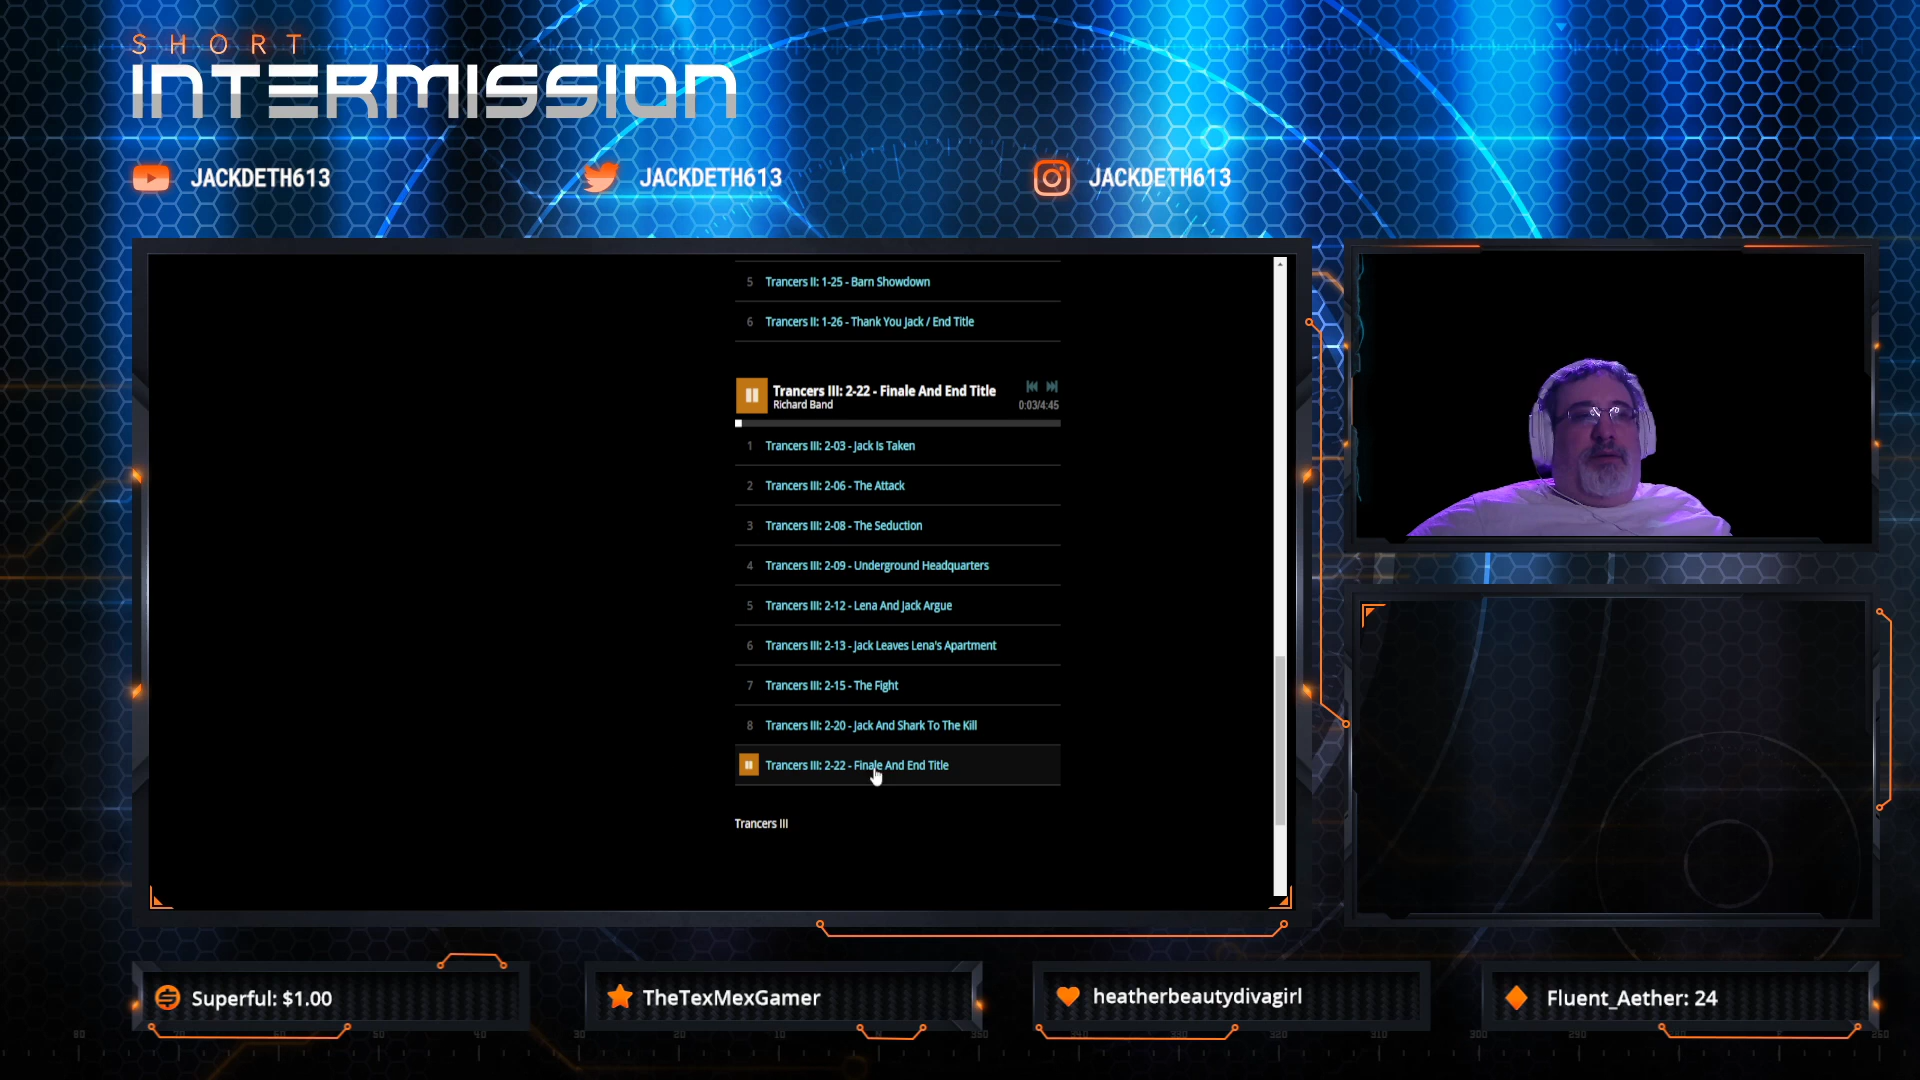 SHORT
INTERMISSION
JACKDETH613
JACKDETH613
JACKDETH613
5 Trancers II: 1-25 - Barn Showdown
6 Trancers II: 1-26 - Thank You Jack / End Title
Trancers III: 2-22 - Finale And End Title
Richard Band
0:03/4:45
1 Trancers III: 2-03 - Jack Is Taken
2 Trancers III: 2-06 - The Attack
3 Trancers III: 2-08 - The Seduction
4 Trancers III: 2-09 - Underground Headquarters
5 Trancers III: 2-12 - Lena And Jack Argue
6 Trancers III: 2-13 - Jack Leaves Lena's Apartment
7 Trancers III: 2-15 - The Fight
8 Trancers III: 2-20 - Jack And Shark To The Kill
Trancers III: 2-22 - Finale And End Title
Trancers III
Superful: $1.00
TheTexMexGamer
heatherbeautydivagirl
Fluent_Aether: 24